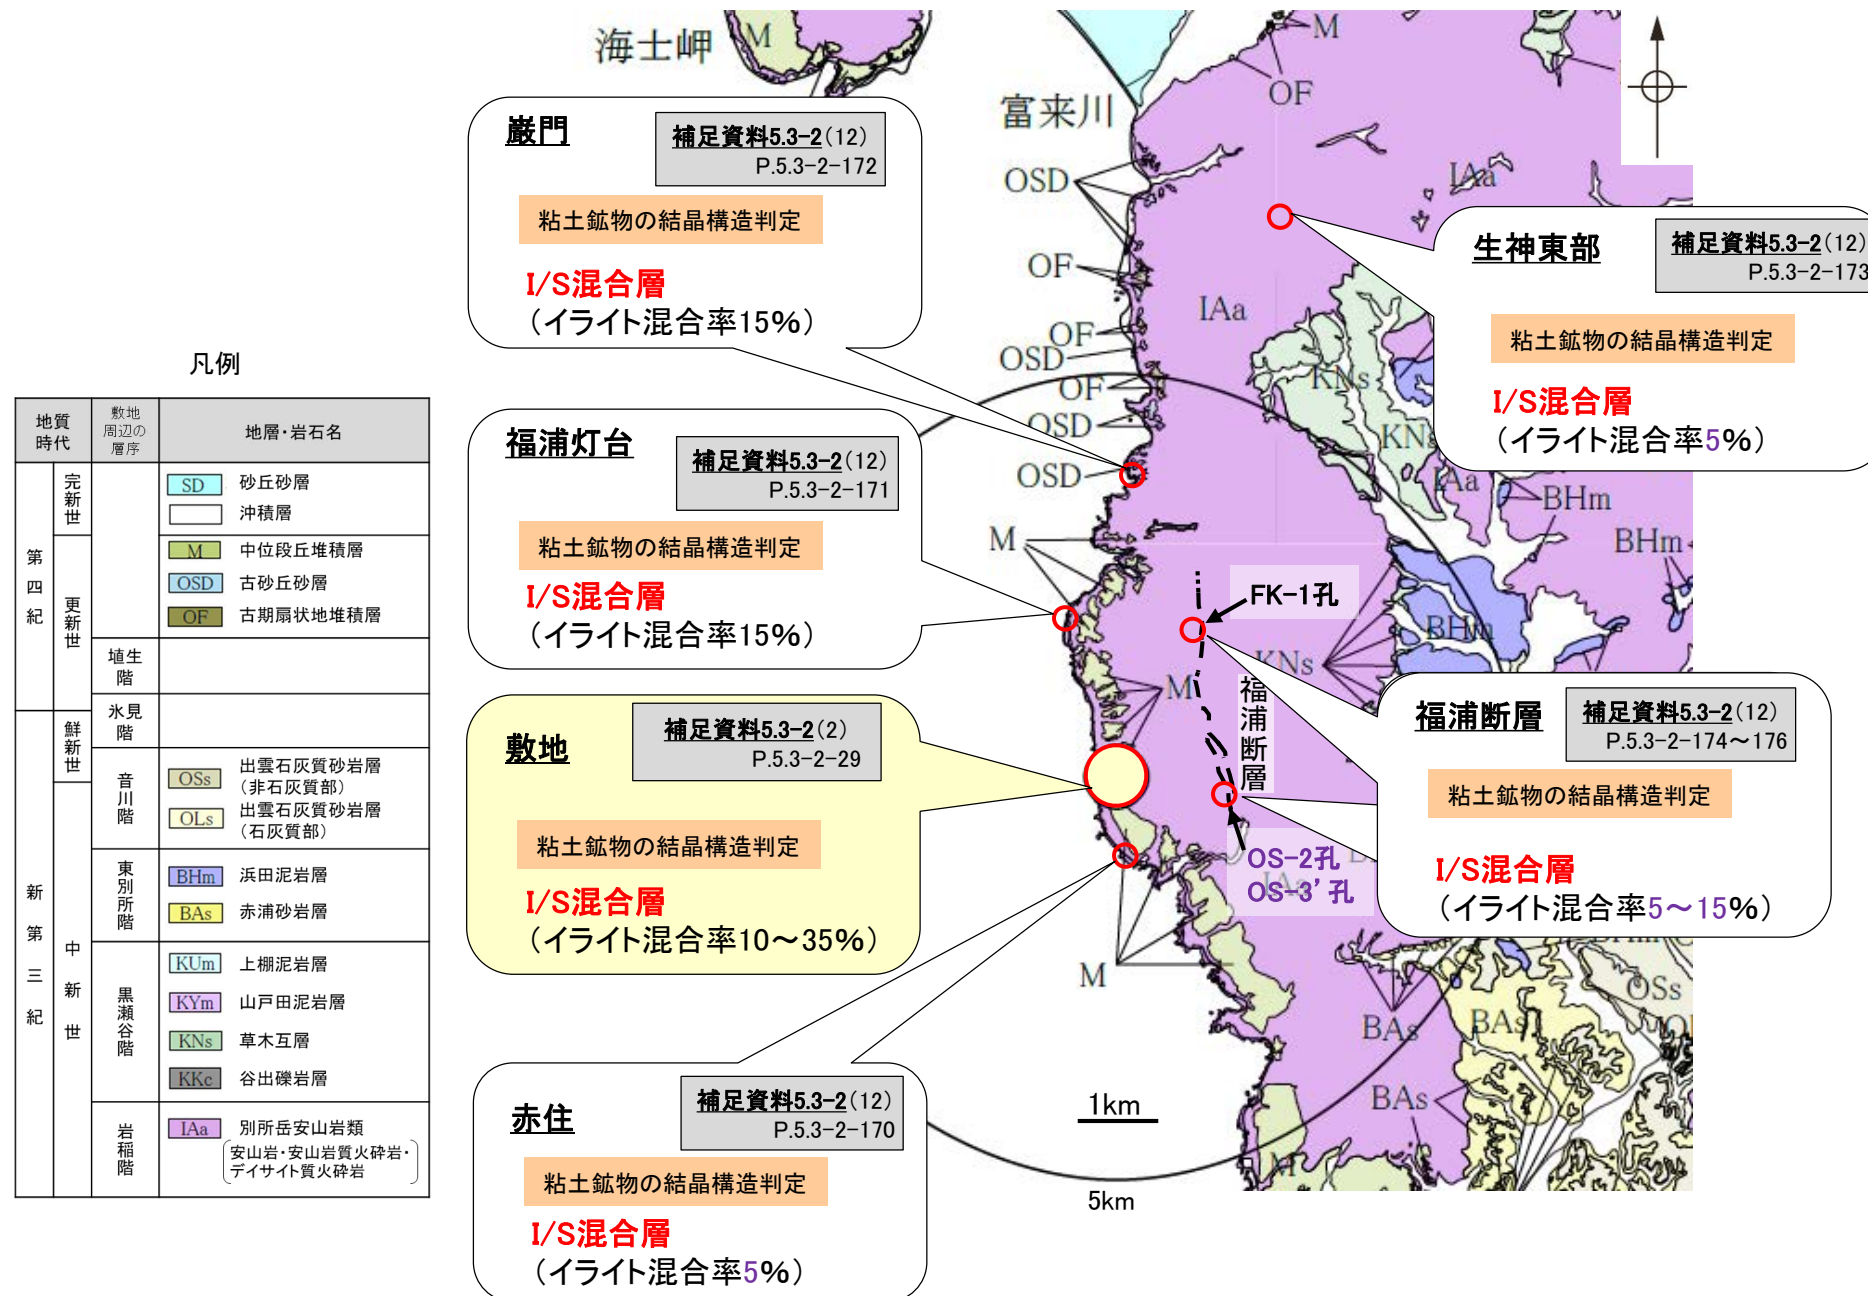 海士岬
M
M
OF
富来川
OSD
IAa
OF
IAa
OF
OSD
OF
OSD
OSD
KNs
KNs
IAa
BHm
BHm
M
BHm
KNs
M
M
BAs
BAs
BAs
OSs
M
巌門
補足資料5.3-2(12)
P.5.3-2-172
粘土鉱物の結晶構造判定
I/S混合層
(イライト混合率15%)
生神東部
補足資料5.3-2(12)
P.5.3-2-173
粘土鉱物の結晶構造判定
I/S混合層
(イライト混合率5%)
福浦灯台
補足資料5.3-2(12)
P.5.3-2-171
粘土鉱物の結晶構造判定
I/S混合層
(イライト混合率15%)
FK-1孔
福浦断層
OS-2孔
OS-3'孔
福浦断層
補足資料5.3-2(12)
P.5.3-2-174～176
粘土鉱物の結晶構造判定
I/S混合層
(イライト混合率5～15%)
敷地
補足資料5.3-2(2)
P.5.3-2-29
粘土鉱物の結晶構造判定
I/S混合層
(イライト混合率10～35%)
赤住
補足資料5.3-2(12)
P.5.3-2-170
粘土鉱物の結晶構造判定
I/S混合層
(イライト混合率5%)
1km
5km
凡例
地質時代
敷地周辺の層序
地層・岩石名
第四紀
完新世
SD 砂丘砂層
沖積層
更新世
M 中位段丘堆積層
OSD 古砂丘砂層
OF 古期扇状地堆積層
埴生階
氷見階
新第三紀
鮮新世
音川階
OSs 出雲石灰質砂岩層
(非石灰質部)
OLs 出雲石灰質砂岩層
(石灰質部)
中新世
東別所階
BHm 浜田泥岩層
BAs 赤浦砂岩層
黒瀬谷階
KUm 上棚泥岩層
KYm 山戸田泥岩層
KNs 草木互層
KKc 谷出礫岩層
岩稲階
IAa 別所岳安山岩類
安山岩・安山岩質火砕岩・
デイサイト質火砕岩